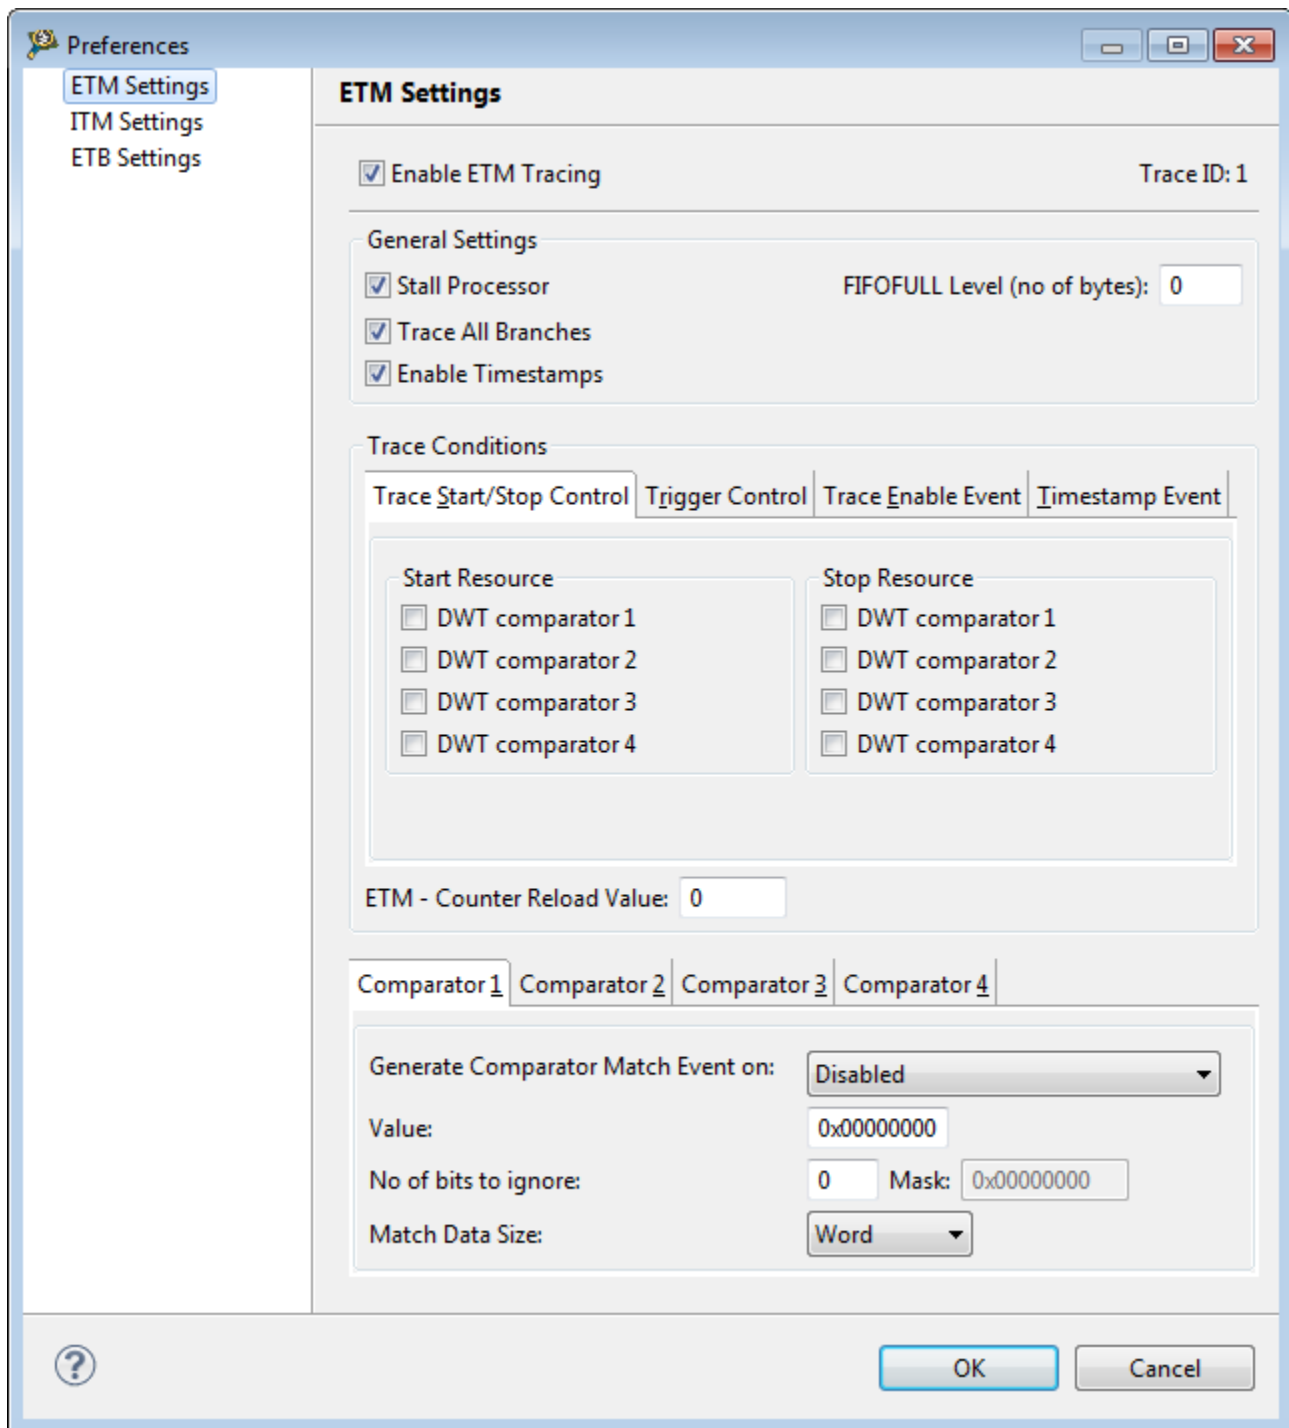 Preferences
ETM Settings
ITM Settings
ETB Settings
ETM Settings
Enable ETM Tracing Trace ID: 1
General Settings
Stall Processor FIFOFULL Level (no of bytes): 0
Trace All Branches
Enable Timestamps
Trace Conditions
Trace Start/Stop Control Trigger Control Trace Enable Event Timestamp Event
Start Resource Stop Resource
DWT comparator 1 DWT comparator 1
DWT comparator 2 DWT comparator 2
DWT comparator 3 DWT comparator 3
DWT comparator 4 DWT comparator 4
ETM - Counter Reload Value: 0
Comparator 1 Comparator 2 Comparator 3 Comparator 4
Generate Comparator Match Event on: Disabled
Value: 0x00000000
No of bits to ignore: 0 Mask: 0x00000000
Match Data Size: Word
? OK Cancel